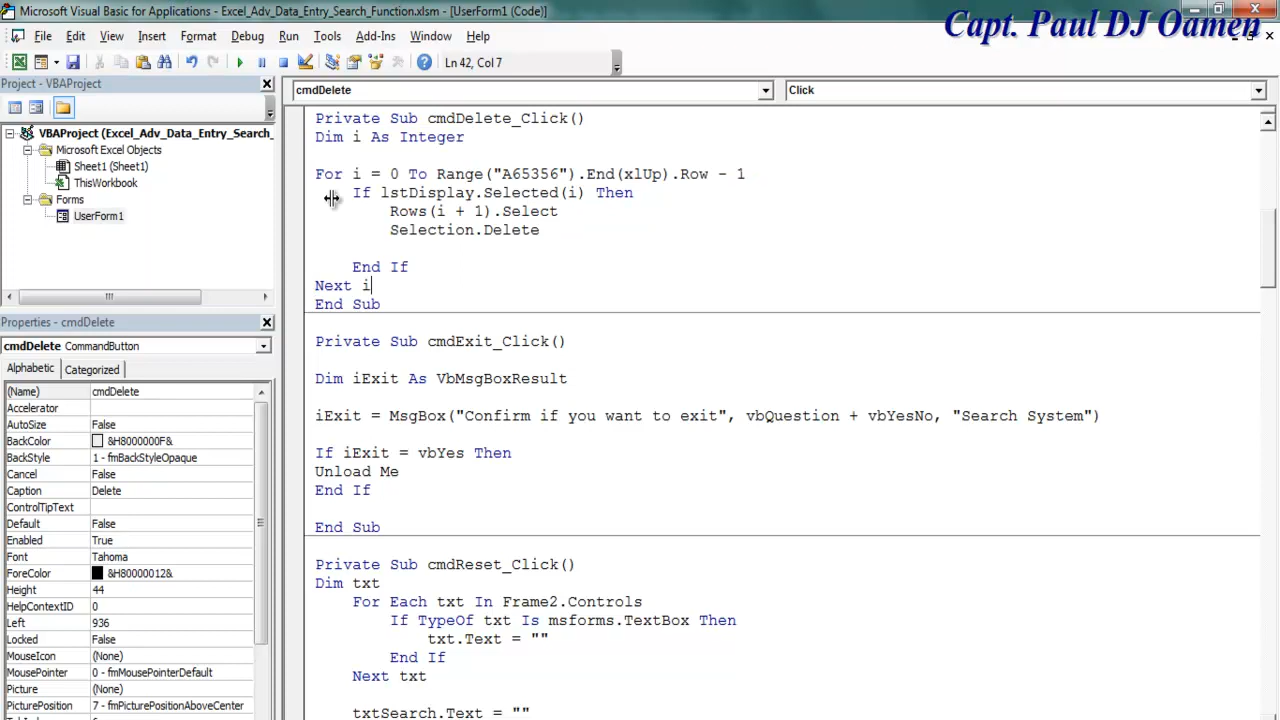 Microsoft Visual Basic for Applications - Excel_Adv_Data_Entry_Search_Function.xlsm - [UserForm1 (Code)]
Capt. Paul DJ Oamen
File Edit View Insert Format Debug Run Tools Add-Ins Window Help
Ln 42, Col 7
Project - VBAProject
cmdDelete Click
VBAProject (Excel_Adv_Data_Entry_Search_
Microsoft Excel Objects
Sheet1 (Sheet1)
ThisWorkbook
Forms
UserForm1
Properties - cmdDelete
cmdDelete CommandButton
Alphabetic Categorized
(Name) cmdDelete
Accelerator
AutoSize False
BackColor &H8000000F&
BackStyle 1 - fmBackStyleOpaque
Cancel False
Caption Delete
ControlTipText
Default False
Enabled True
Font Tahoma
ForeColor &H80000012&
Height 44
HelpContextID 0
Left 936
Locked False
MouseIcon (None)
MousePointer 0 - fmMousePointerDefault
Picture (None)
PicturePosition 7 - fmPicturePositionAboveCenter
Private Sub cmdDelete_Click()
Dim i As Integer
For i = 0 To Range("A65356").End(xlUp).Row - 1
If lstDisplay.Selected(i) Then
Rows(i + 1).Select
Selection.Delete
End If
Next i
End Sub
Private Sub cmdExit_Click()
Dim iExit As VbMsgBoxResult
iExit = MsgBox("Confirm if you want to exit", vbQuestion + vbYesNo, "Search System")
If iExit = vbYes Then
Unload Me
End If
End Sub
Private Sub cmdReset_Click()
Dim txt
For Each txt In Frame2.Controls
If TypeOf txt Is msforms.TextBox Then
txt.Text = ""
End If
Next txt
txtSearch.Text = ""